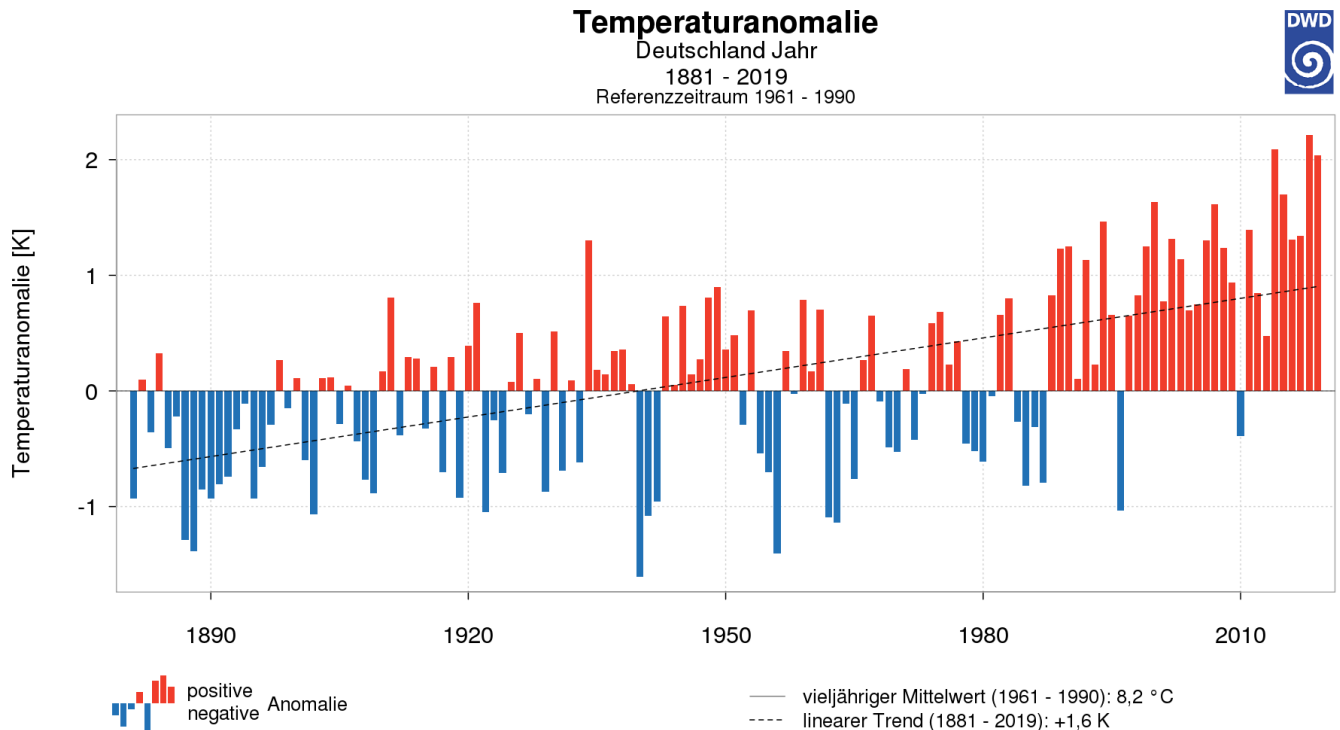 Temperaturanomalie
Deutschland Jahr
1881 - 2019
Referenzzeitraum 1961 - 1990
DWD
Temperaturanomalie [K]
2
1
0
-1
1890
1920
1950
1980
2010
positive
negative
Anomalie
vieljähriger Mittelwert (1961 - 1990): 8,2 °C
linearer Trend (1881 - 2019): +1,6 K